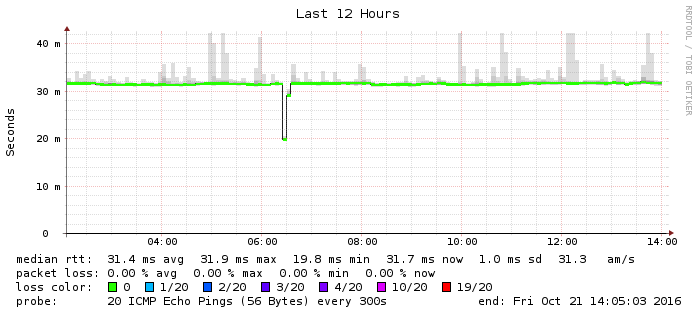 Last 12 Hours
RRDTOOL / TOBI OETIKER
Seconds
40 m
30 m
20 m
10 m
0
04:00 06:00 08:00 10:00 12:00 14:00
median rtt: 31.4 ms avg 31.9 ms max 19.8 ms min 31.7 ms now 1.0 ms sd 31.3 am/s
packet loss: 0.00 % avg 0.00 % max 0.00 % min 0.00 % now
loss color: 0 1/20 2/20 3/20 4/20 10/20 19/20
probe: 20 ICMP Echo Pings (56 Bytes) every 300s end: Fri Oct 21 14:05:03 2016